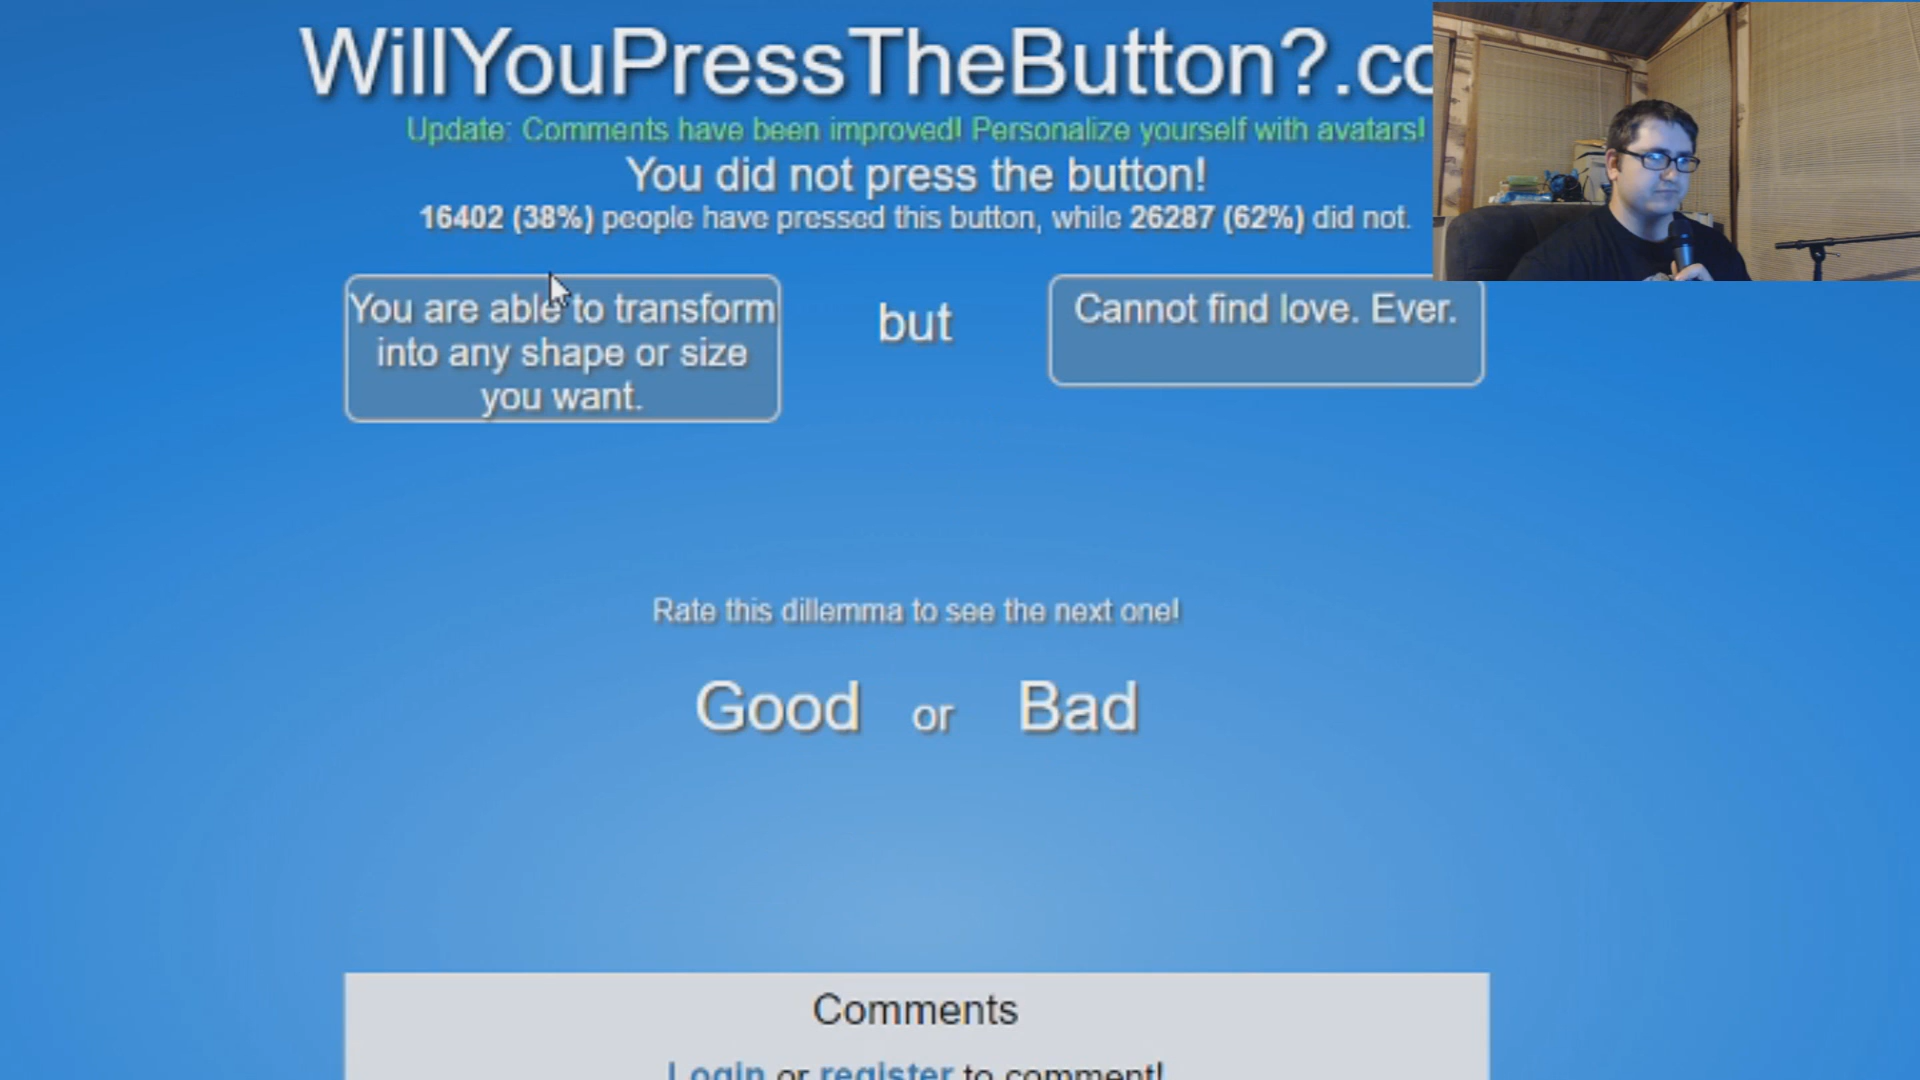 WillYouPressTheButton?.co
Update: Comments have been improved! Personalize yourself with avatars!
You did not press the button!
16402 (38%) people have pressed this button, while 26287 (62%) did not.
You are able to transform
into any shape or size
you want.
but
Cannot find love. Ever.
Rate this dillemma to see the next one!
Good or Bad
Comments
Login or register to comment!